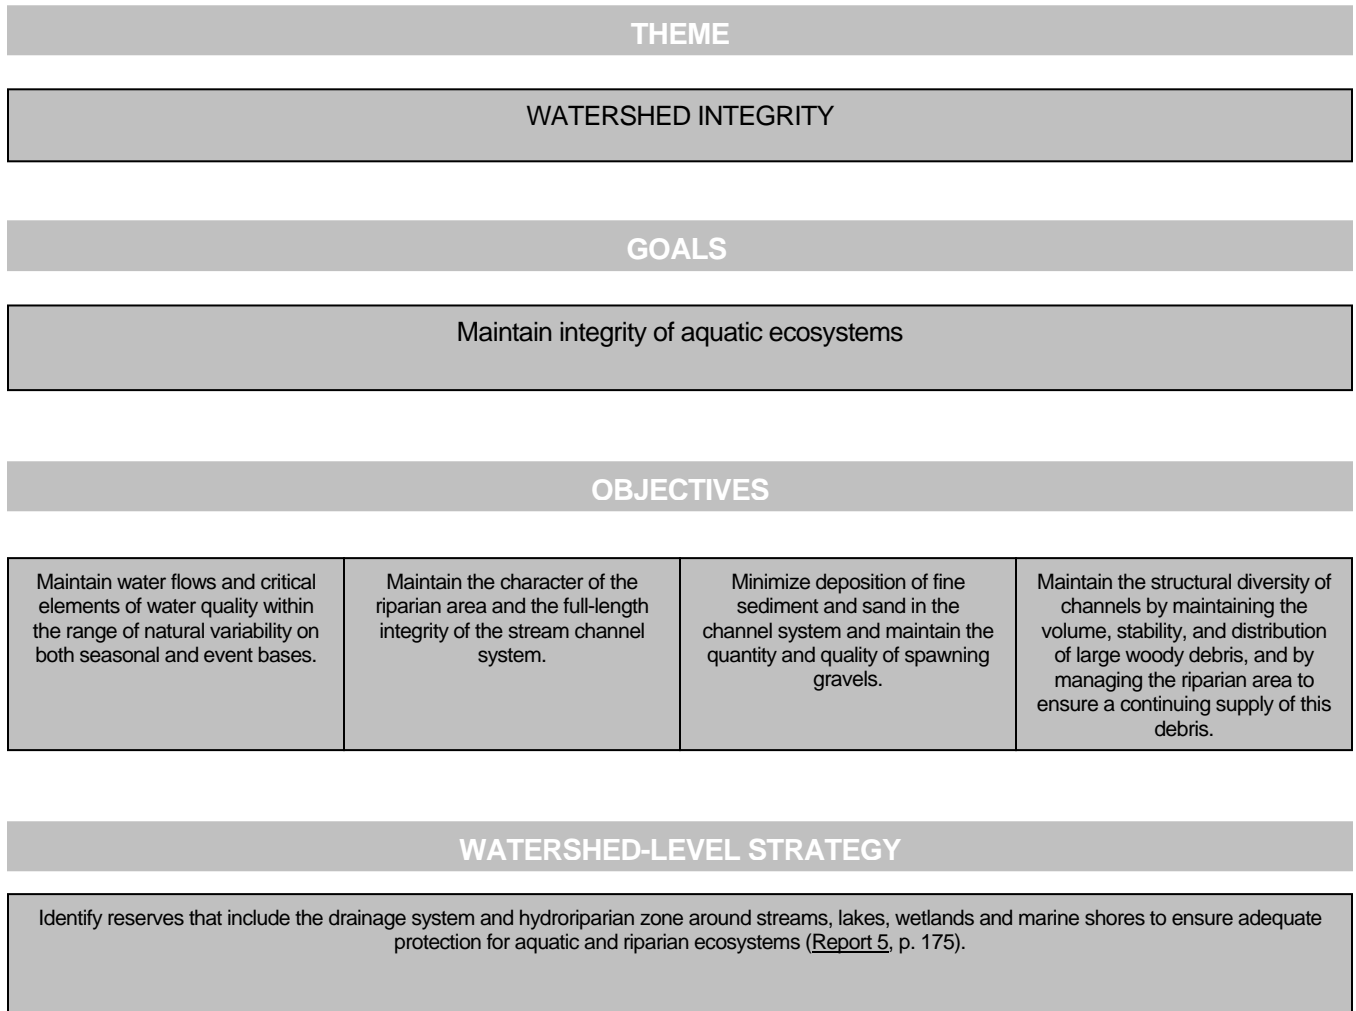 THEME
WATERSHED INTEGRITY
GOALS
Maintain integrity of aquatic ecosystems
OBJECTIVES
Maintain water flows and critical
elements of water quality within
the range of natural variability on
both seasonal and event bases.
Maintain the character of the
riparian area and the full-length
integrity of the stream channel
system.
Minimize deposition of fine
sediment and sand in the
channel system and maintain the
quantity and quality of spawning
gravels.
Maintain the structural diversity of
channels by maintaining the
volume, stability, and distribution
of large woody debris, and by
managing the riparian area to
ensure a continuing supply of this
debris.
WATERSHED-LEVEL STRATEGY
Identify reserves that include the drainage system and hydroriparian zone around streams, lakes, wetlands and marine shores to ensure adequate
protection for aquatic and riparian ecosystems (Report 5, p. 175).